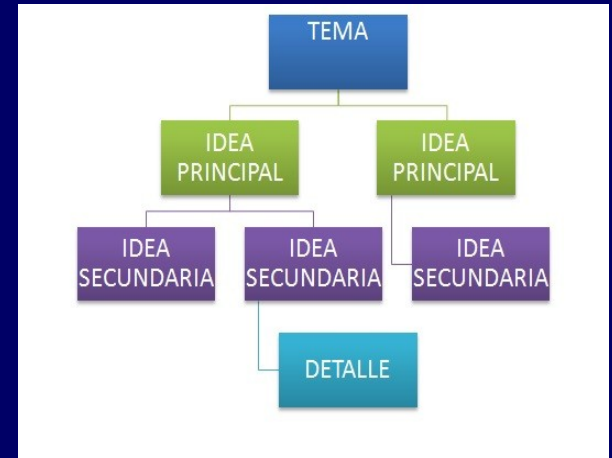 TEMA
IDEA
PRINCIPAL
IDEA
PRINCIPAL
IDEA
SECUNDARIA
IDEA
SECUNDARIA
IDEA
SECUNDARIA
DETALLE